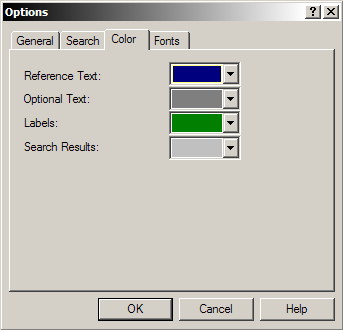 Options
General Search Color Fonts
Reference Text:
Optional Text:
Labels:
Search Results:
OK Cancel Help